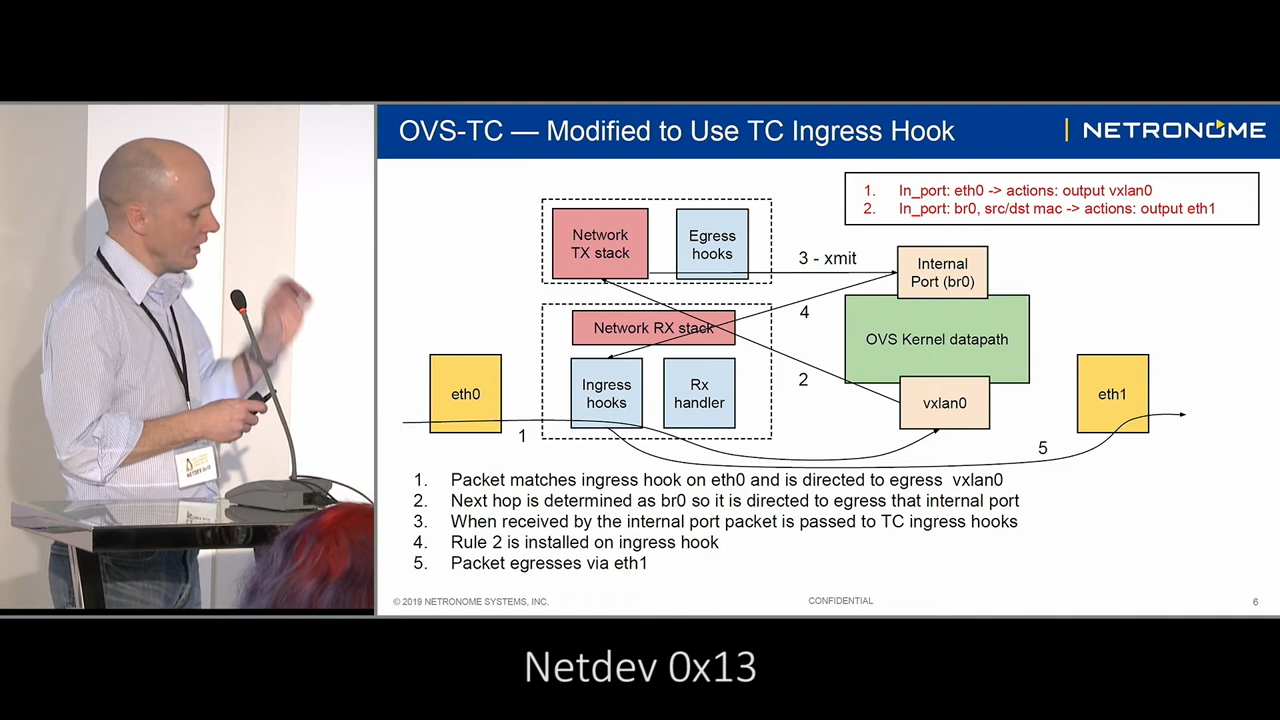 OVS-TC — Modified to Use TC Ingress Hook
NETRONOME
1. In_port: eth0 -> actions: output vxlan0
2. In_port: br0, src/dst mac -> actions: output eth1
Network
TX stack
Egress
hooks
3 - xmit
Internal
Port (br0)
4
Network RX stack
OVS Kernel datapath
eth0
Ingress
hooks
Rx
handler
2
vxlan0
eth1
1
5
1. Packet matches ingress hook on eth0 and is directed to egress vxlan0
2. Next hop is determined as br0 so it is directed to egress that internal port
3. When received by the internal port packet is passed to TC ingress hooks
4. Rule 2 is installed on ingress hook
5. Packet egresses via eth1
© 2019 NETRONOME SYSTEMS, INC.
CONFIDENTIAL
6
NETDEV 0x13
Netdev 0x13